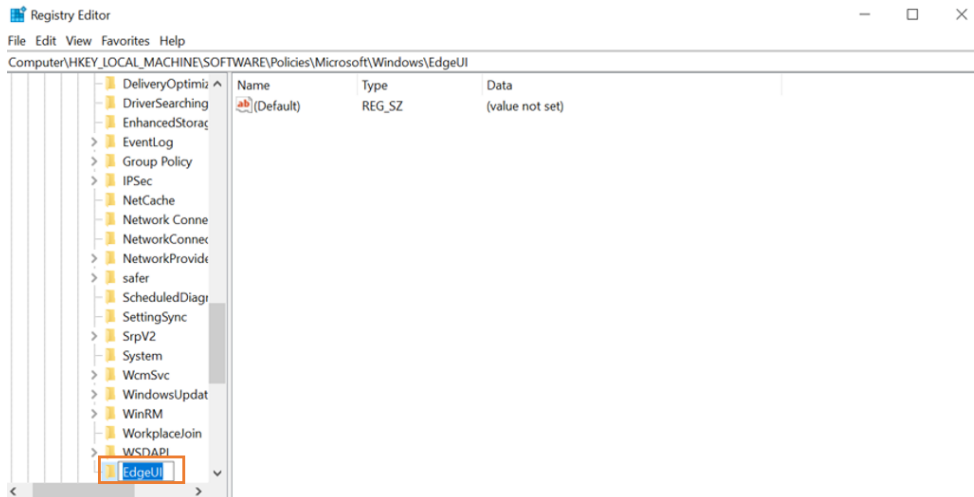 Registry Editor
File Edit View Favorites Help
Computer\HKEY_LOCAL_MACHINE\SOFTWARE\Policies\Microsoft\Windows\EdgeUI
Name Type Data
ab (Default) REG_SZ (value not set)
DeliveryOptimiz
DriverSearching
EnhancedStorag
EventLog
Group Policy
IPSec
NetCache
Network Conne
NetworkConnec
NetworkProvide
safer
ScheduledDiagn
SettingSync
SrpV2
System
WcmSvc
WindowsUpdat
WinRM
WorkplaceJoin
WSDAPI
EdgeUI